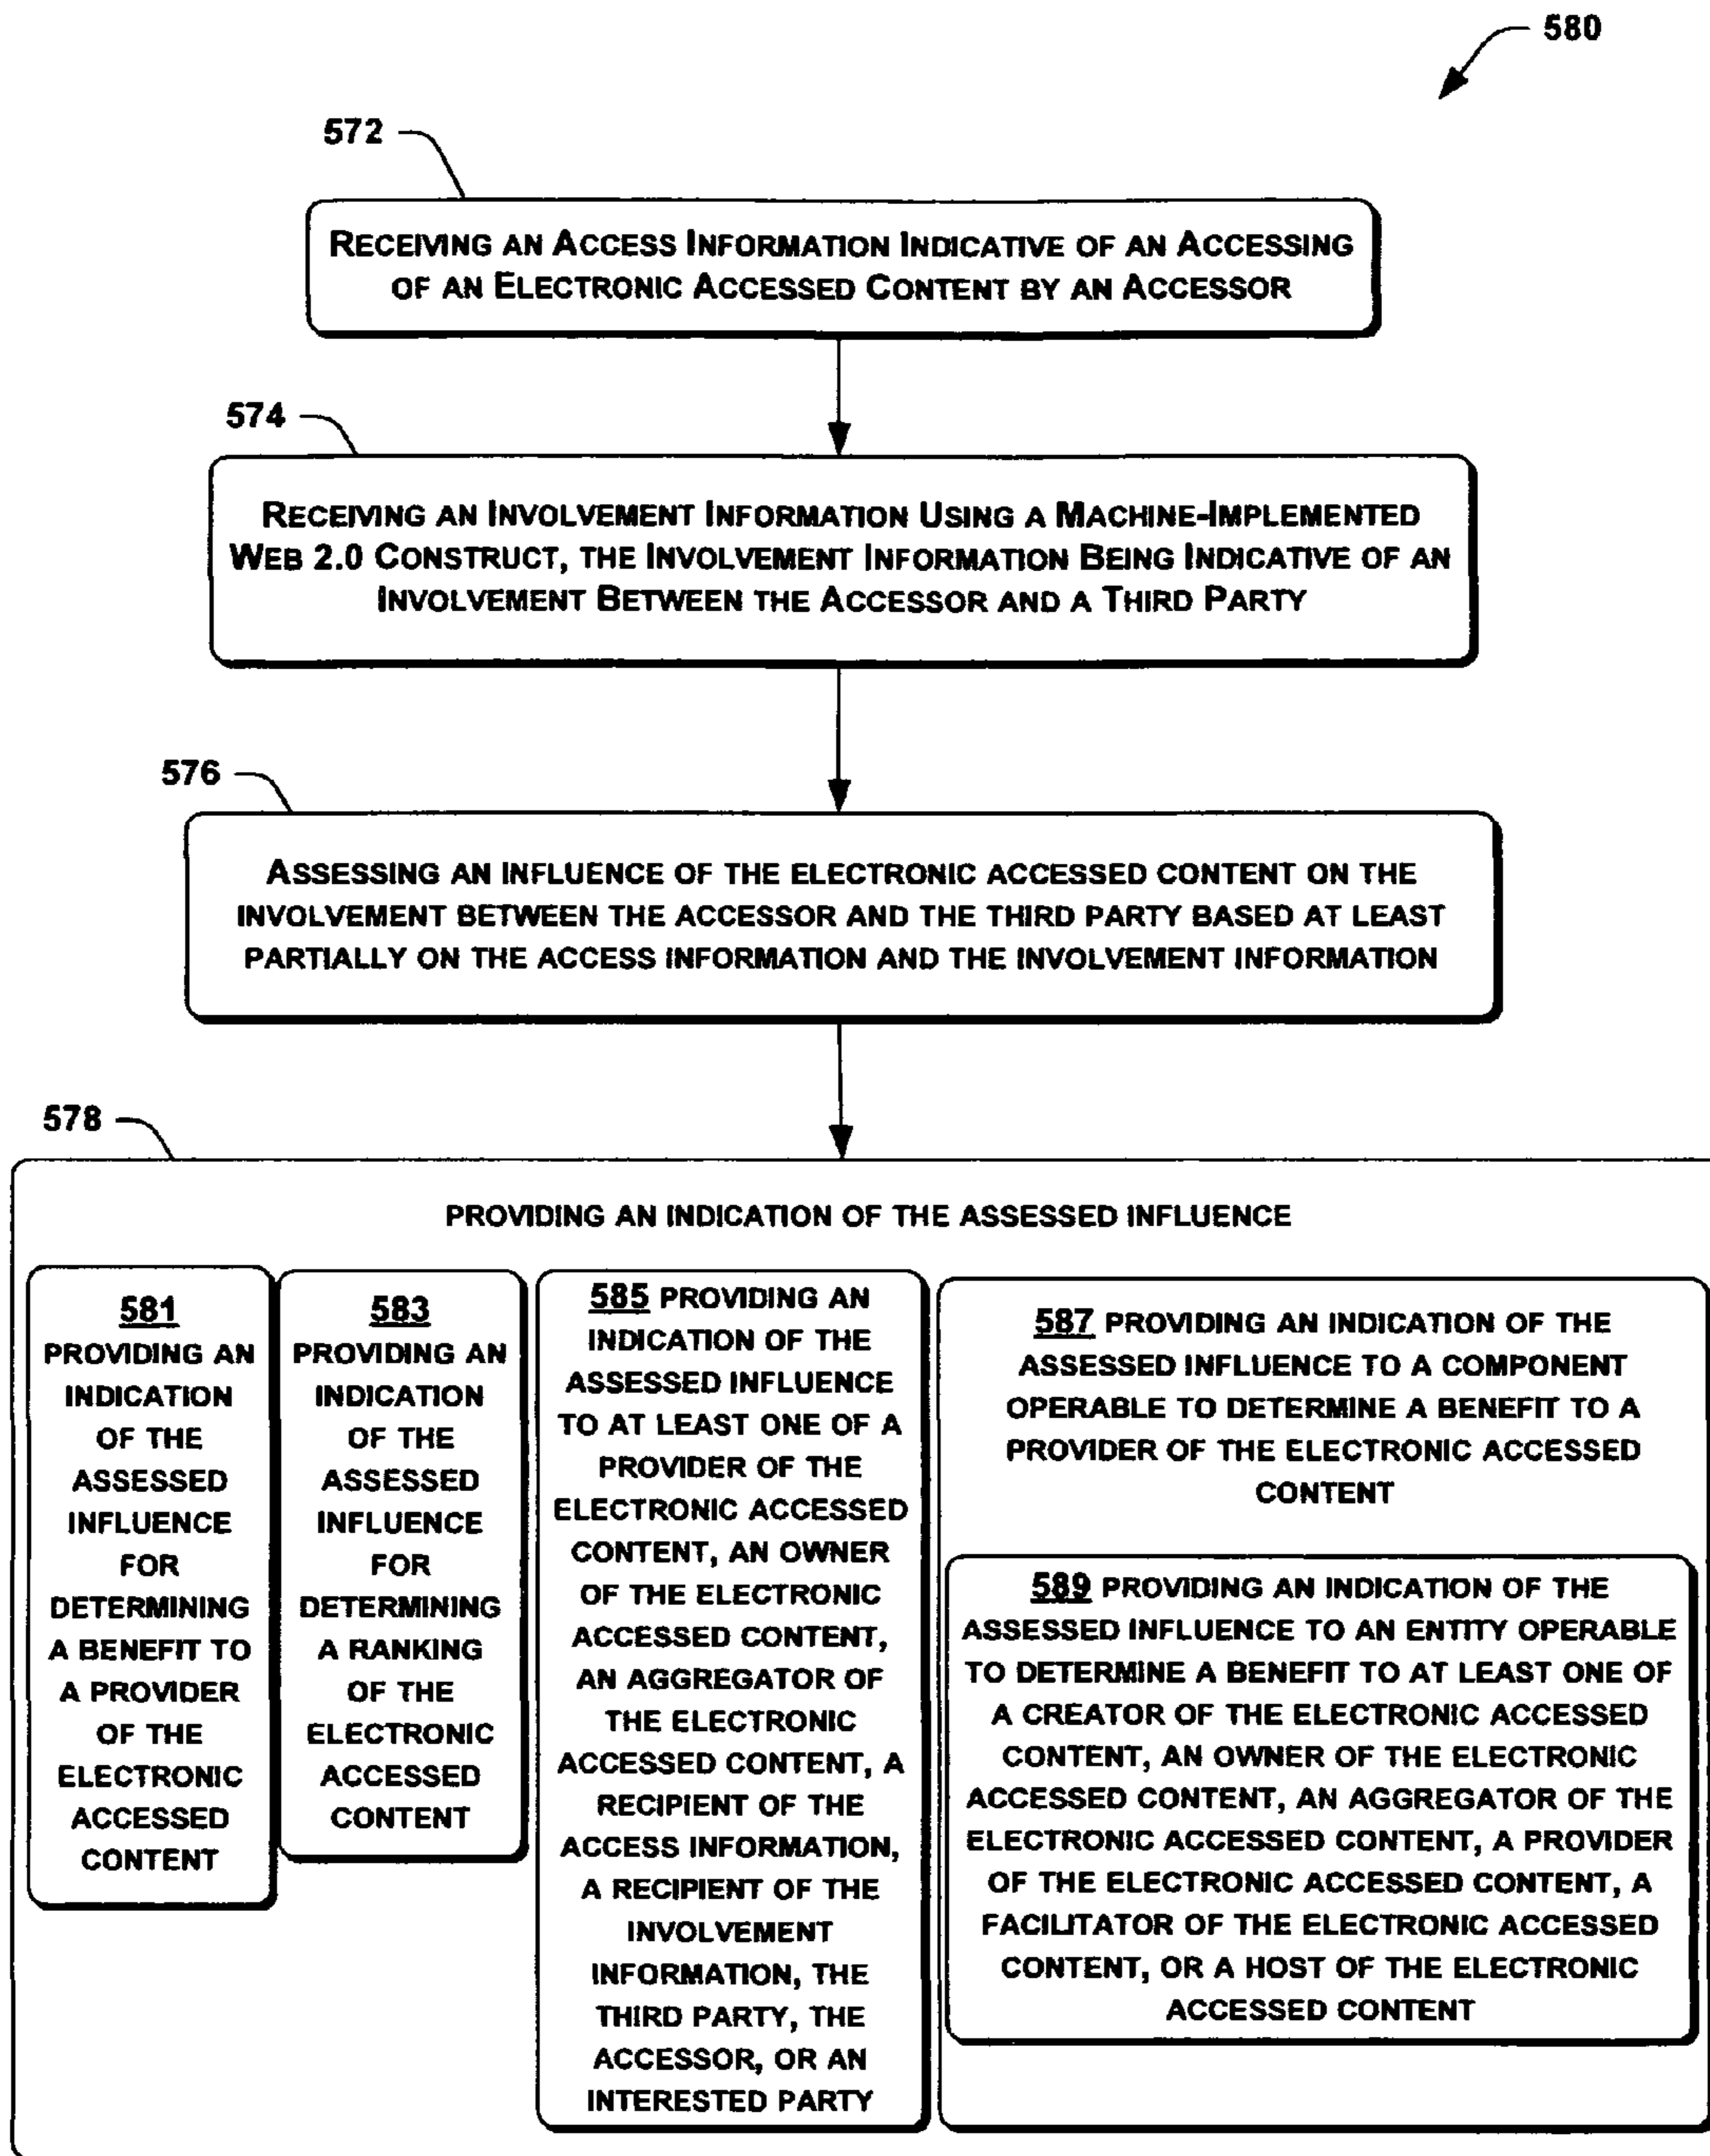 580
572
RECEIVING AN ACCESS INFORMATION INDICATIVE OF AN ACCESSING
OF AN ELECTRONIC ACCESSED CONTENT BY AN ACCESSOR
574
RECEIVING AN INVOLVEMENT INFORMATION USING A MACHINE-IMPLEMENTED
WEB 2.0 CONSTRUCT, THE INVOLVEMENT INFORMATION BEING INDICATIVE OF AN
INVOLVEMENT BETWEEN THE ACCESSOR AND A THIRD PARTY
576
ASSESSING AN INFLUENCE OF THE ELECTRONIC ACCESSED CONTENT ON THE
INVOLVEMENT BETWEEN THE ACCESSOR AND THE THIRD PARTY BASED AT LEAST
PARTIALLY ON THE ACCESS INFORMATION AND THE INVOLVEMENT INFORMATION
578
PROVIDING AN INDICATION OF THE ASSESSED INFLUENCE
581
PROVIDING AN
INDICATION
OF THE
ASSESSED
INFLUENCE
FOR
DETERMINING
A BENEFIT TO
A PROVIDER
OF THE
ELECTRONIC
ACCESSED
CONTENT
583
PROVIDING AN
INDICATION
OF THE
ASSESSED
INFLUENCE
FOR
DETERMINING
A RANKING
OF THE
ELECTRONIC
ACCESSED
CONTENT
585 PROVIDING AN
INDICATION OF THE
ASSESSED INFLUENCE
TO AT LEAST ONE OF A
PROVIDER OF THE
ELECTRONIC ACCESSED
CONTENT, AN OWNER
OF THE ELECTRONIC
ACCESSED CONTENT,
AN AGGREGATOR OF
THE ELECTRONIC
ACCESSED CONTENT, A
RECIPIENT OF THE
ACCESS INFORMATION,
A RECIPIENT OF THE
INVOLVEMENT
INFORMATION, THE
THIRD PARTY, THE
ACCESSOR, OR AN
INTERESTED PARTY
587 PROVIDING AN INDICATION OF THE
ASSESSED INFLUENCE TO A COMPONENT
OPERABLE TO DETERMINE A BENEFIT TO A
PROVIDER OF THE ELECTRONIC ACCESSED
CONTENT
589 PROVIDING AN INDICATION OF THE
ASSESSED INFLUENCE TO AN ENTITY OPERABLE
TO DETERMINE A BENEFIT TO AT LEAST ONE OF
A CREATOR OF THE ELECTRONIC ACCESSED
CONTENT, AN OWNER OF THE ELECTRONIC
ACCESSED CONTENT, AN AGGREGATOR OF THE
ELECTRONIC ACCESSED CONTENT, A PROVIDER
OF THE ELECTRONIC ACCESSED CONTENT, A
FACILITATOR OF THE ELECTRONIC ACCESSED
CONTENT, OR A HOST OF THE ELECTRONIC
ACCESSED CONTENT